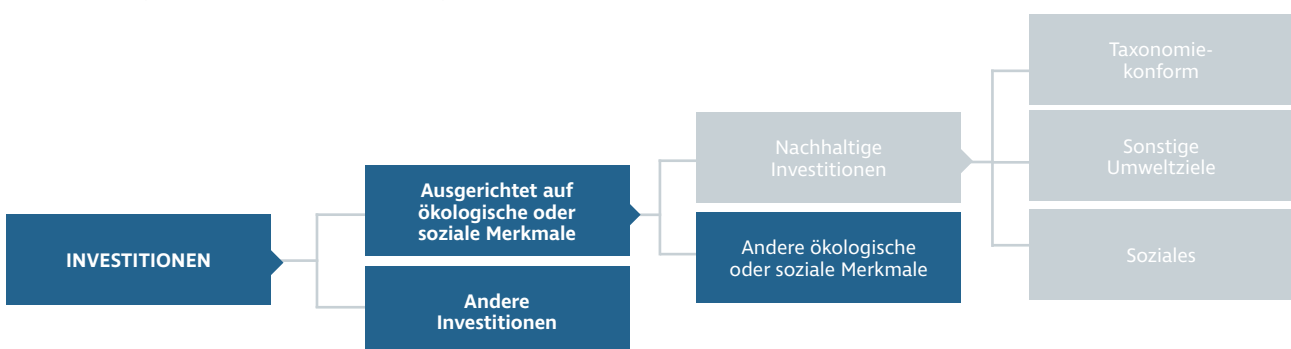 INVESTITIONEN
Ausgerichtet auf
ökologische oder
soziale Merkmale
Andere
Investitionen
Nachhaltige
Investitionen
Andere ökologische
oder soziale Merkmale
Taxonomie-
konform
Sonstige
Umweltziele
Soziales